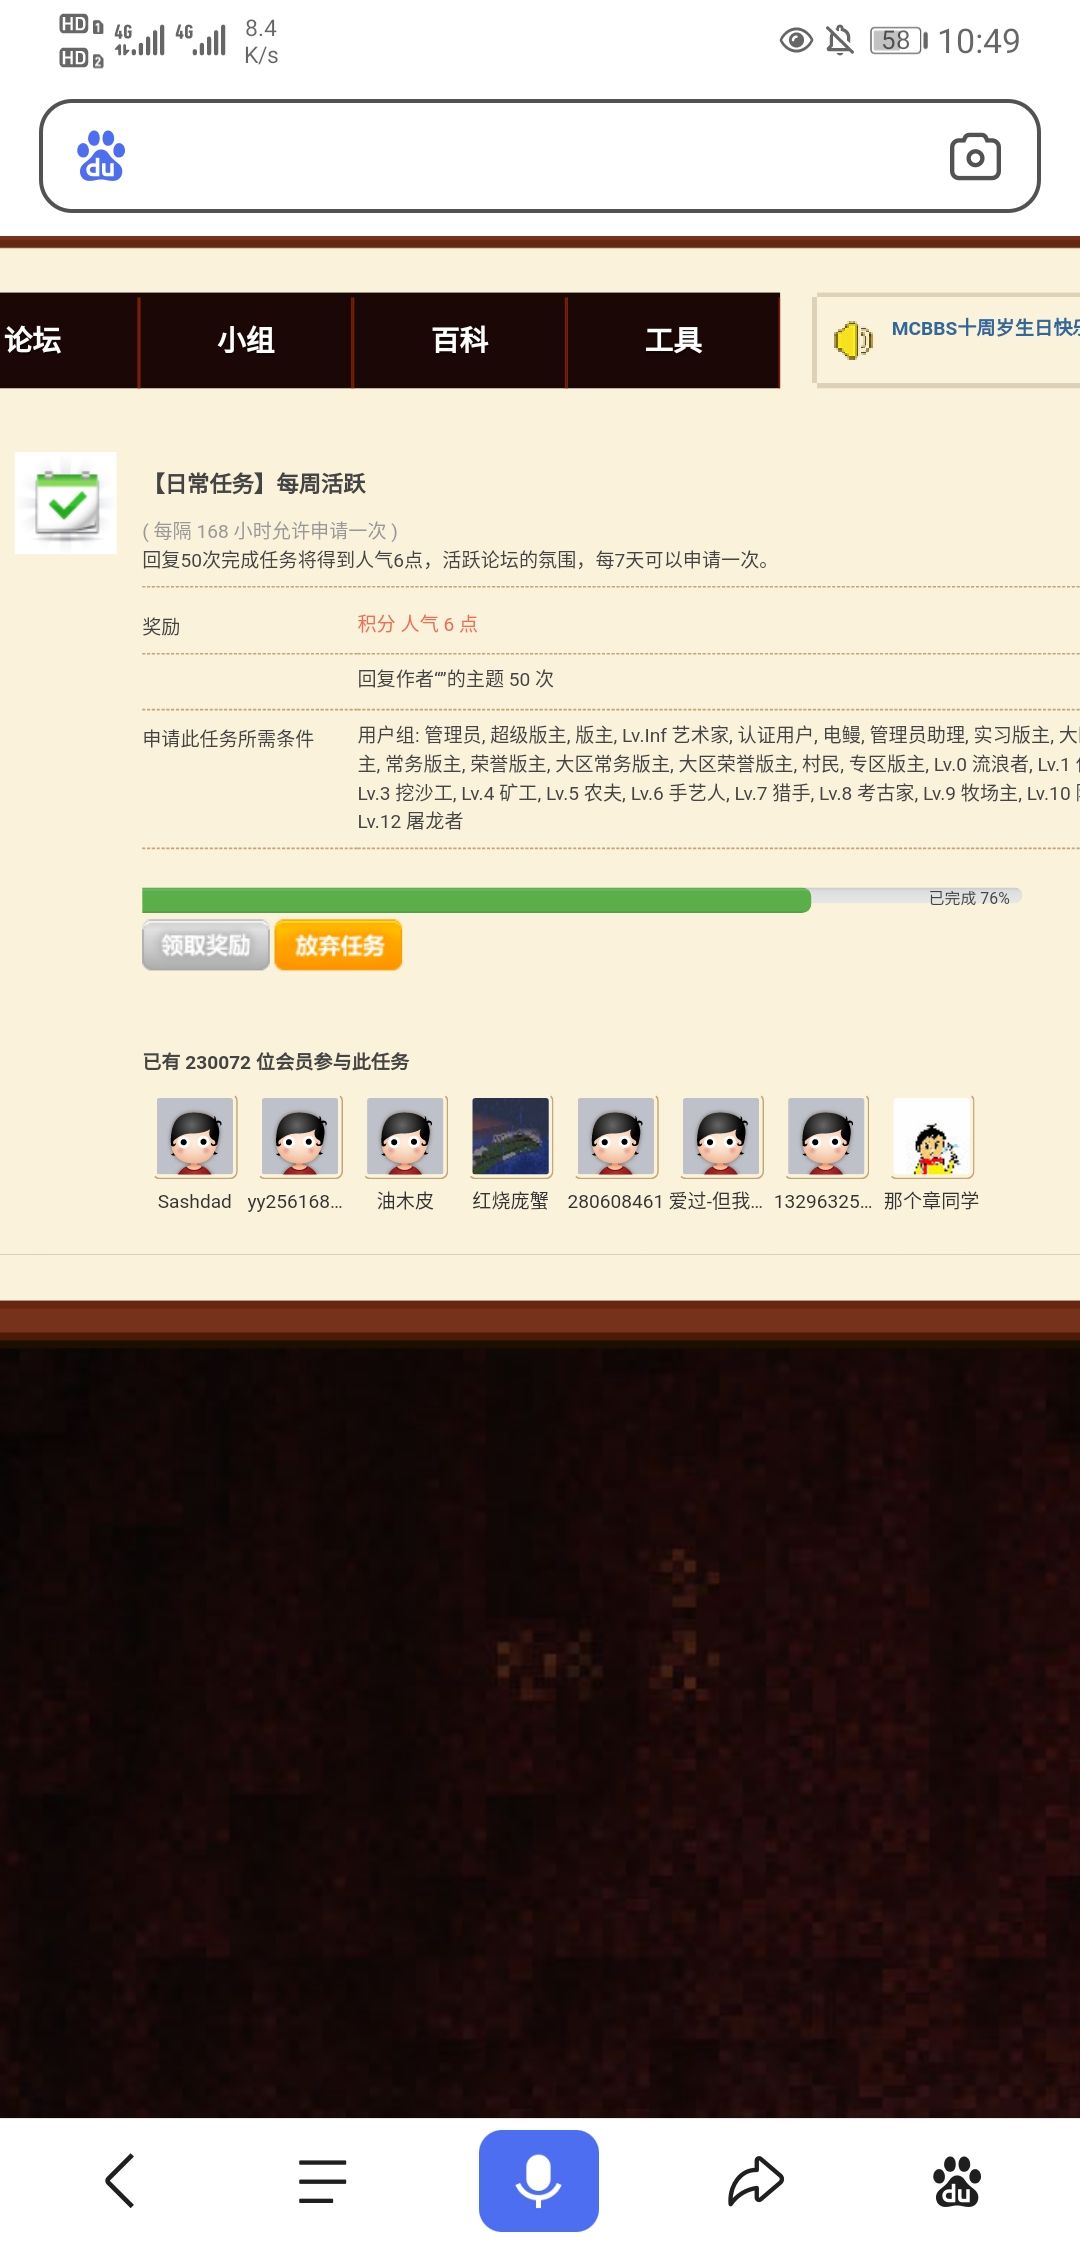 HD 1 4G 4G 8.4
HD 2 K/s
58 10:49
du
论坛 小组 百科 工具
MCBBS十周岁生日快
【日常任务】每周活跃
( 每隔 168 小时允许申请一次 )
回复50次完成任务将得到人气6点，活跃论坛的氛围，每7天可以申请一次。
奖励 积分 人气 6 点
回复作者“”的主题 50 次
申请此任务所需条件
用户组: 管理员, 超级版主, 版主, Lv.Inf 艺术家, 认证用户, 电鳗, 管理员助理, 实习版主, 大
主, 常务版主, 荣誉版主, 大区常务版主, 大区荣誉版主, 村民, 专区版主, Lv.0 流浪者, Lv.1
Lv.3 挖沙工, Lv.4 矿工, Lv.5 农夫, Lv.6 手艺人, Lv.7 猎手, Lv.8 考古家, Lv.9 牧场主, Lv.10
Lv.12 屠龙者
已完成 76%
领取奖励 放弃任务
已有 230072 位会员参与此任务
Sashdad yy256168... 油木皮 红烧庞蟹 280608461 爱过-但我... 13296325... 那个章同学
du